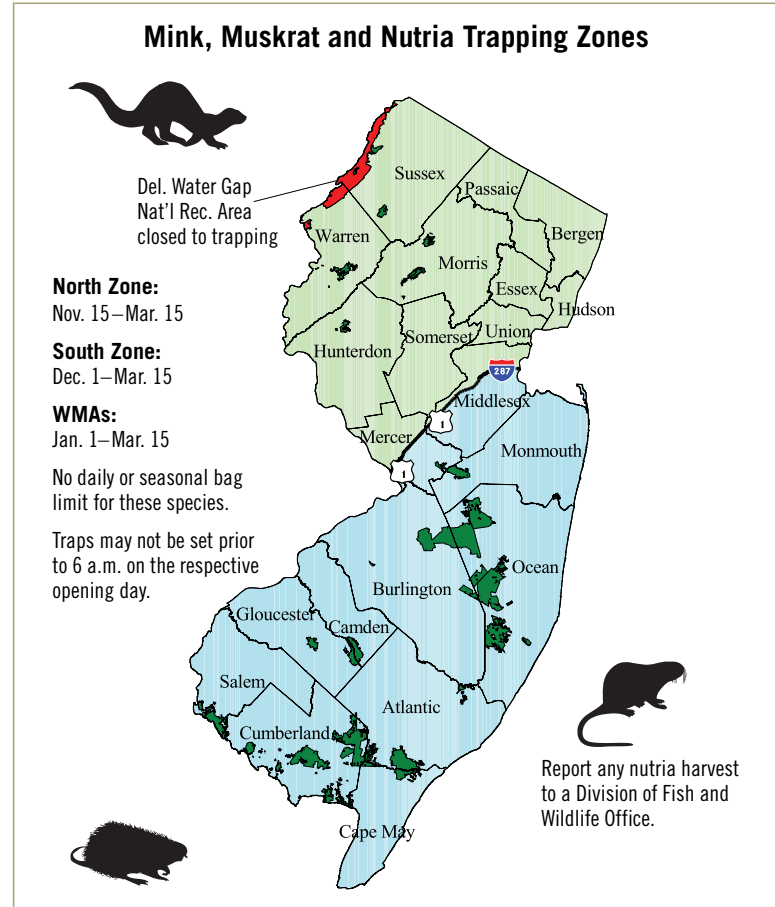 Mink, Muskrat and Nutria Trapping Zones
Del. Water Gap
Nat’l Rec. Area
closed to trapping
North Zone:
Nov. 15–Mar. 15
South Zone:
Dec. 1–Mar. 15
WMAs:
Jan. 1–Mar. 15
No daily or seasonal bag
limit for these species.
Traps may not be set prior
to 6 a.m. on the respective
opening day.
Sussex
Passaic
Bergen
Warren
Morris
Essex
Hudson
Union
Somerset
Hunterdon
287
Middlesex
1
Mercer
Monmouth
1
Ocean
Burlington
Gloucester
Camden
Salem
Atlantic
Cumberland
Cape May
Report any nutria harvest
to a Division of Fish and
Wildlife Office.